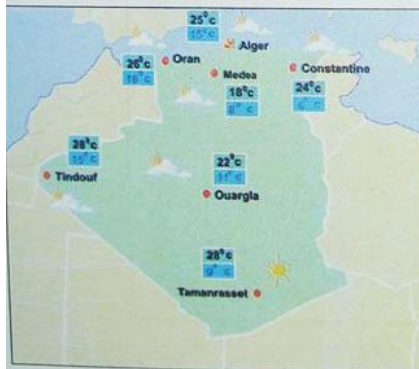 25°c
15°c
Alger
26°c
16°c
Oran
Medea
Constantine
18°c
8° c
24°c
28°c
15° c
Tindouf
22°c
11° c
Ouargla
28°c
9° c
Tamanrasset